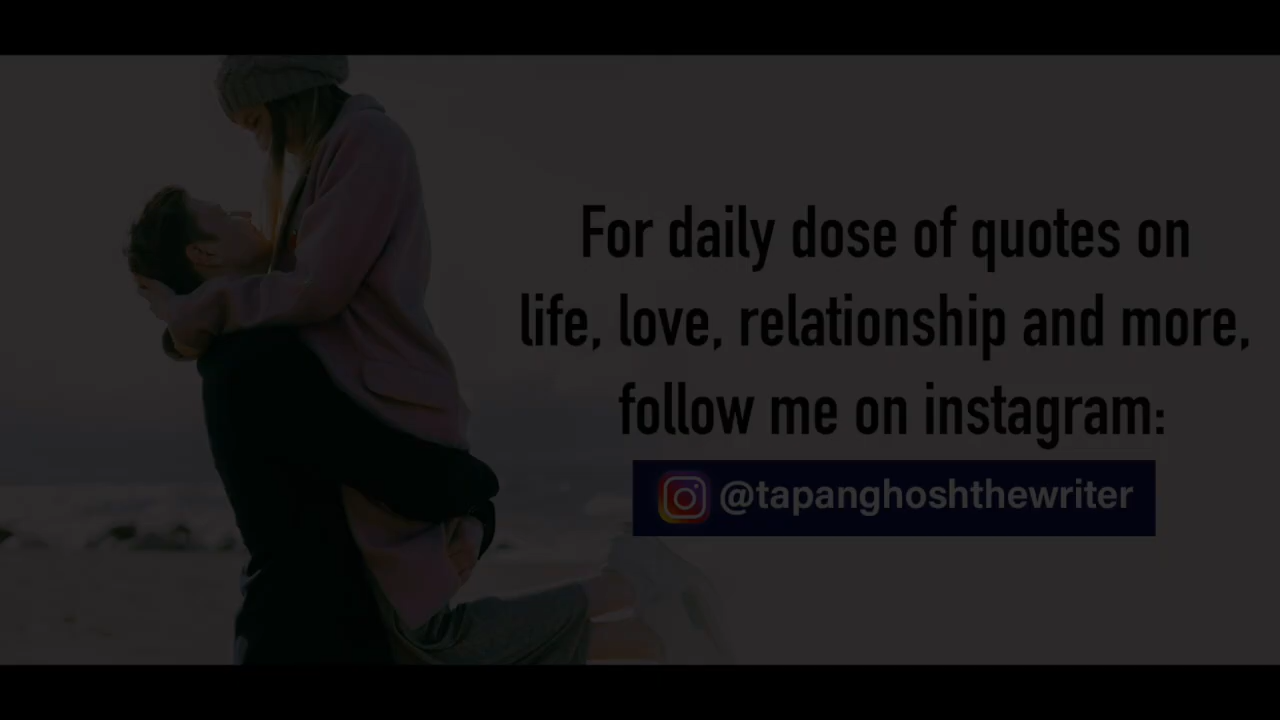 For daily dose of quotes on
life, love, relationship and more,
follow me on instagram:
@tapanghoshthewriter